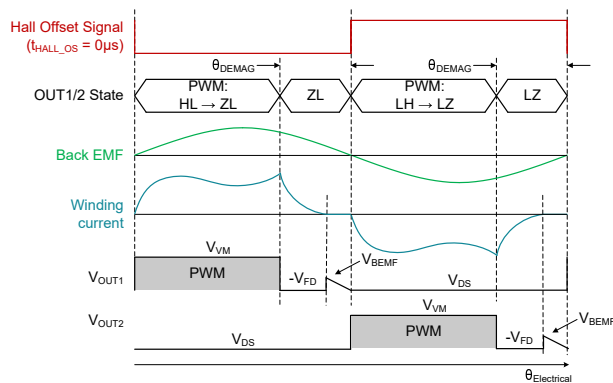 Hall Offset Signal
(tHALL_OS = 0µs)
θDEMAG
θDEMAG
OUT1/2 State
PWM:
HL → ZL
ZL
PWM:
LH → LZ
LZ
Back EMF
Winding
current
VVM
VBEMF
VOUT1
PWM
-VFD
VDS
VVM
VBEMF
VOUT2
VDS
PWM
-VFD
θElectrical